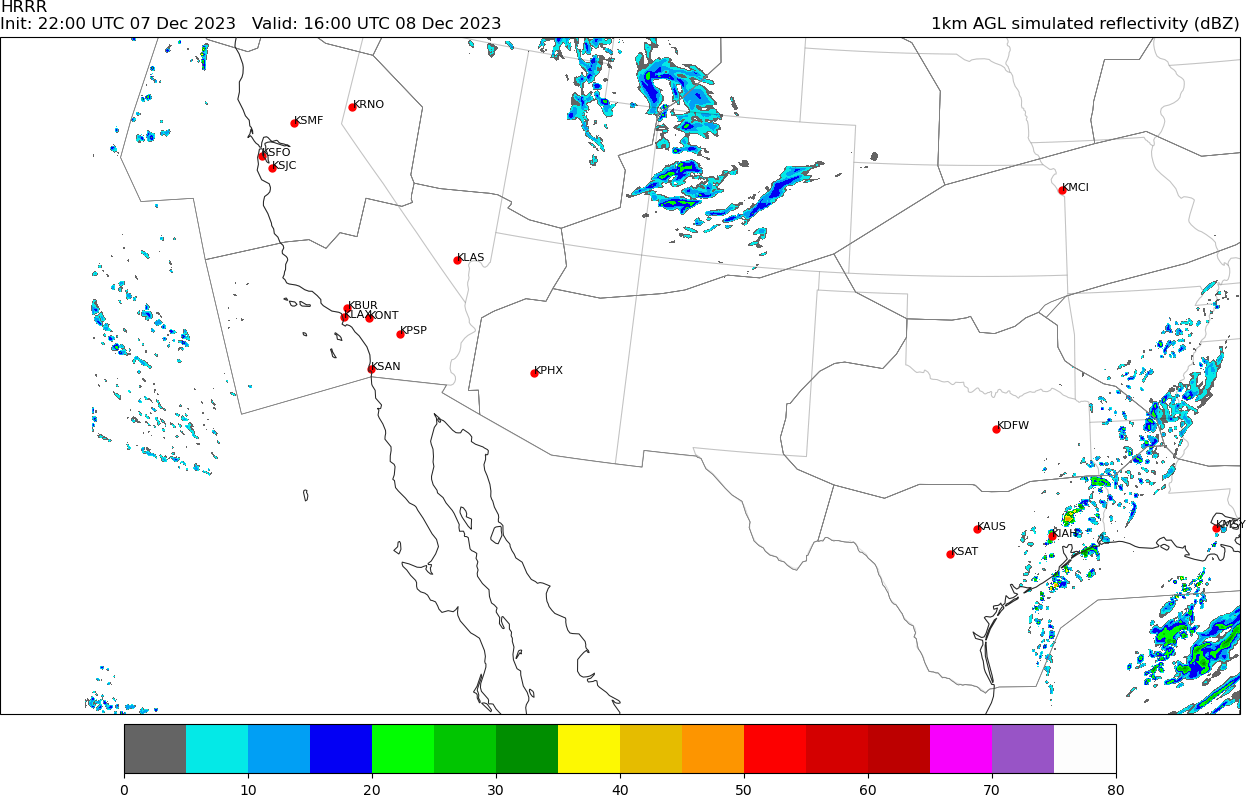 HRRR
Init: 22:00 UTC 07 Dec 2023   Valid: 16:00 UTC 08 Dec 2023   1km AGL simulated reflectivity (dBZ)
KRNO
KSMF
KSFO
KSJC
KMCI
KLAS
KBUR
KLAX KONT
KPSP
KSAN
KPHX
KDFW
KAUS
KIAH
KMSY
KSAT
0 10 20 30 40 50 60 70 80